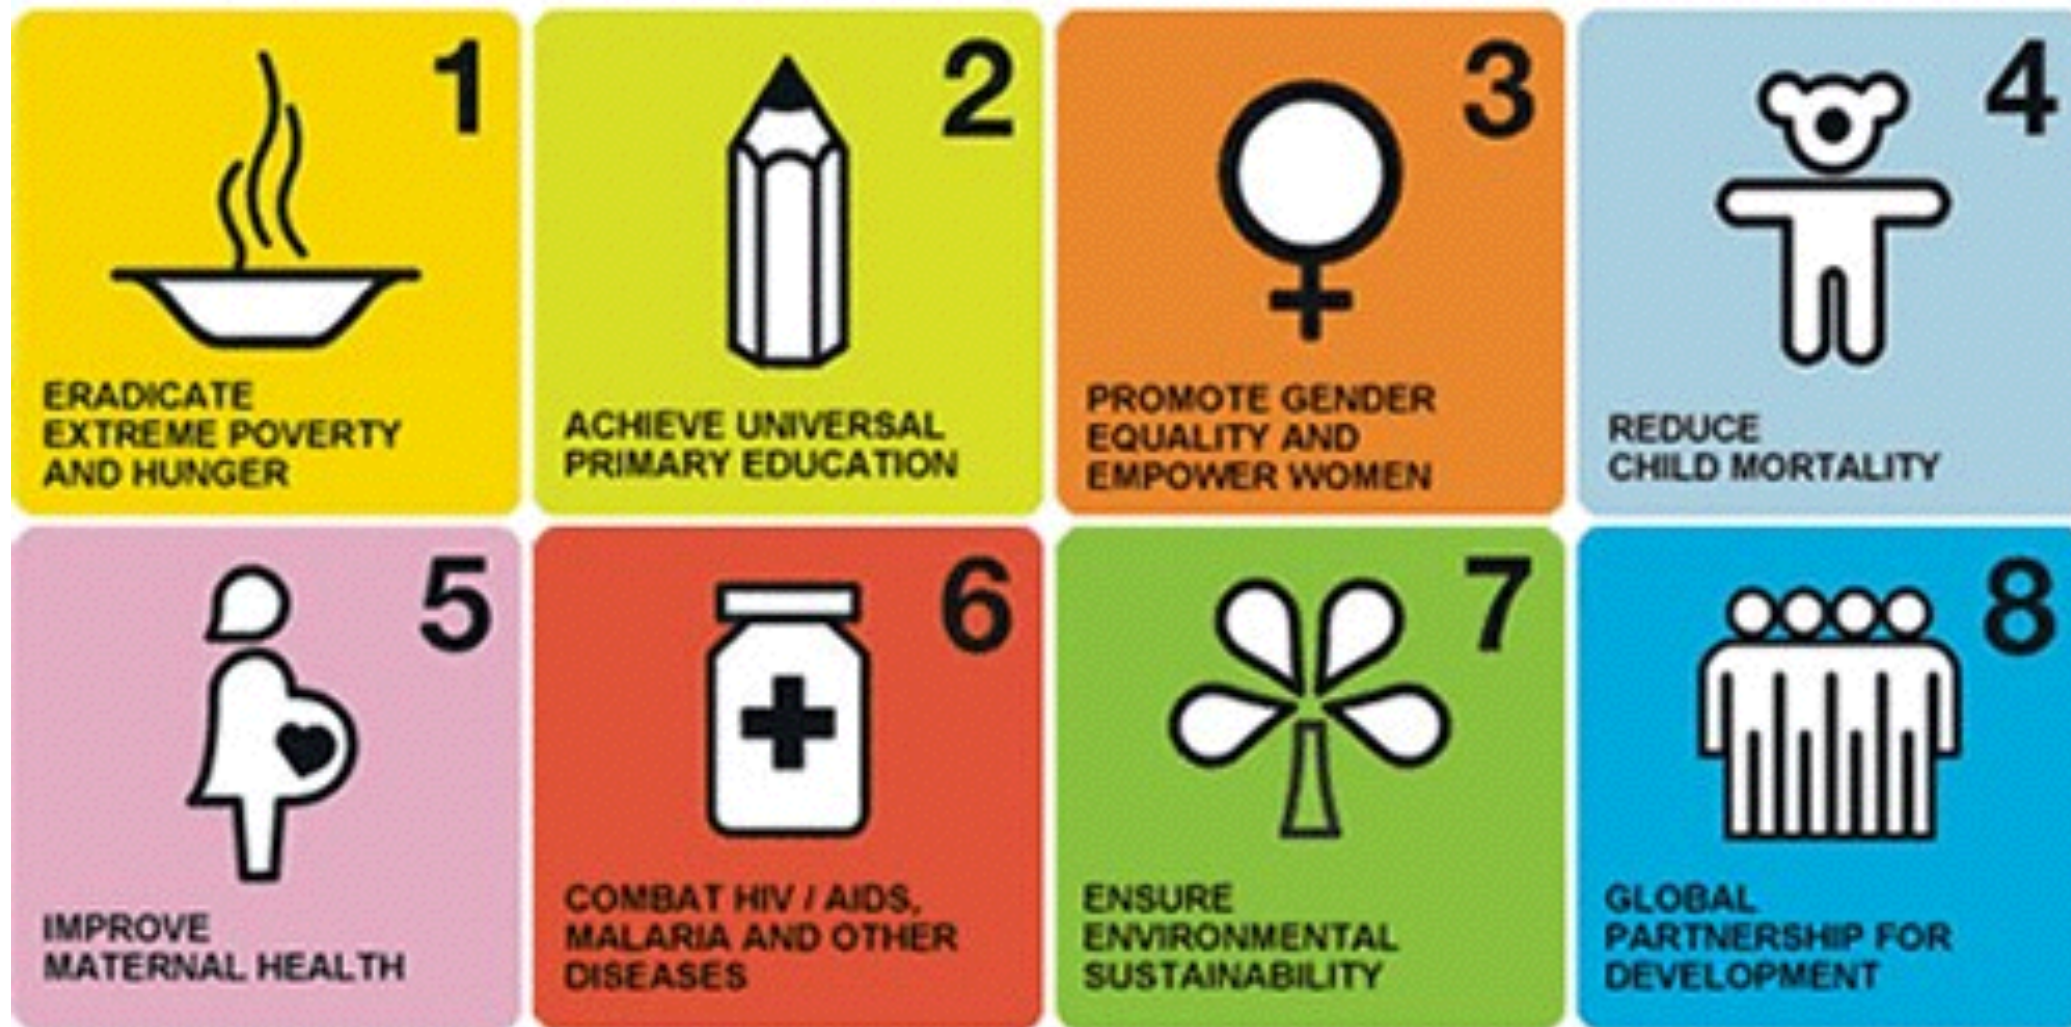 1
ERADICATE
EXTREME POVERTY
AND HUNGER
2
ACHIEVE UNIVERSAL
PRIMARY EDUCATION
3
PROMOTE GENDER
EQUALITY AND
EMPOWER WOMEN
4
REDUCE
CHILD MORTALITY
5
IMPROVE
MATERNAL HEALTH
6
COMBAT HIV / AIDS,
MALARIA AND OTHER
DISEASES
7
ENSURE
ENVIRONMENTAL
SUSTAINABILITY
8
GLOBAL
PARTNERSHIP FOR
DEVELOPMENT